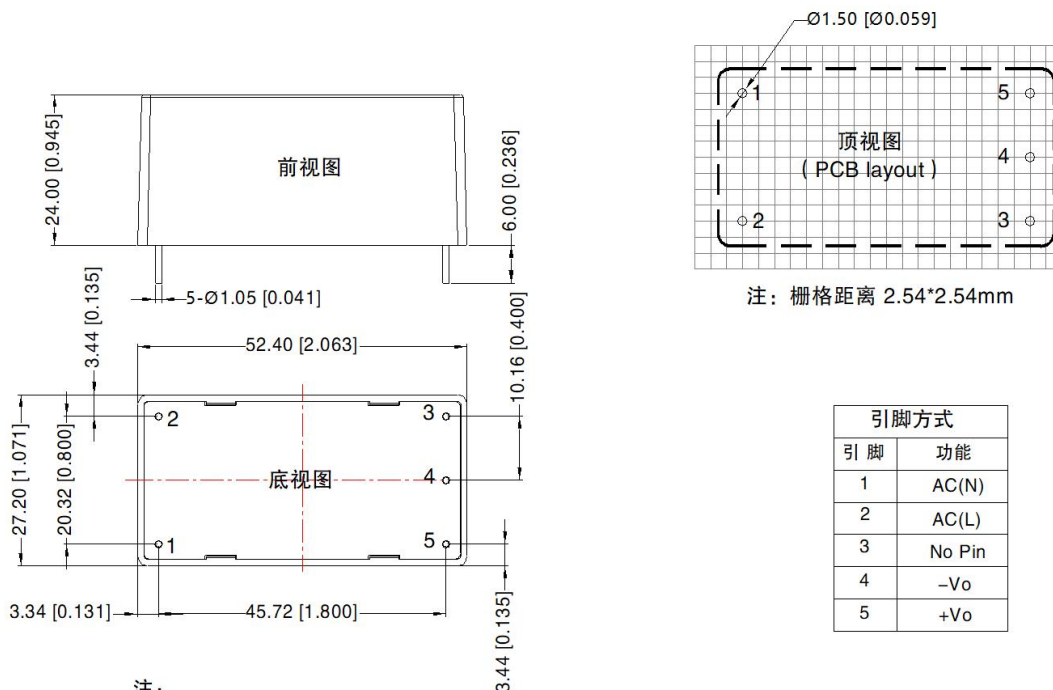 Ø1.50 [Ø0.059]
1
5
顶视图
( PCB layout )
4
2
3
注：栅格距离 2.54*2.54mm
前视图
24.00 [0.945]
6.00 [0.236]
5-Ø1.05 [0.041]
3.44 [0.135]
52.40 [2.063]
10.16 [0.400]
2
3
27.20 [1.071]
20.32 [0.800]
底视图
4
1
5
3.34 [0.131]
45.72 [1.800]
3.44 [0.135]
引脚方式
引 脚 功能
1 AC(N)
2 AC(L)
3 No Pin
4 −Vo
5 +Vo
注：